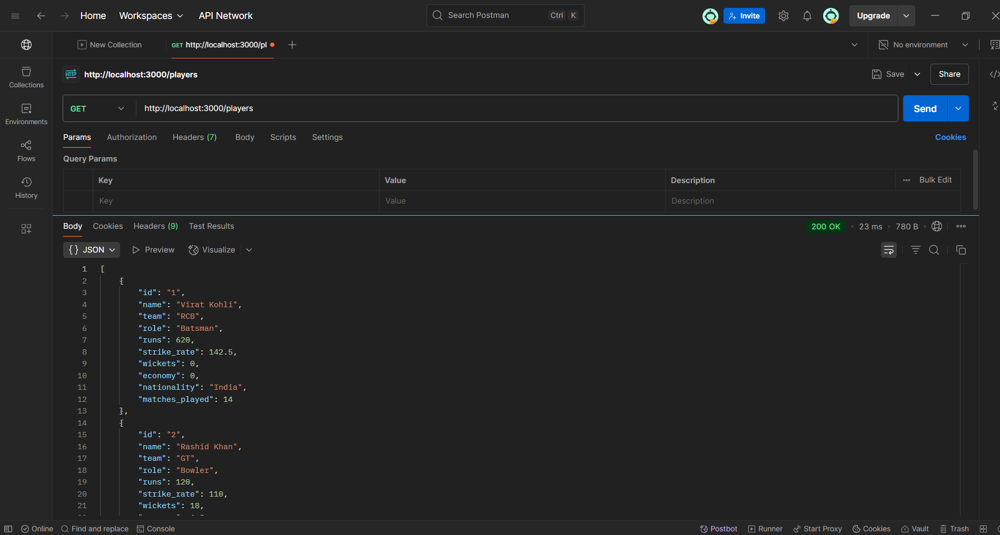 Home Workspaces API Network Search Postman Ctrl K Invite Upgrade
New Collection GET http://localhost:3000/pl No environment
HTTP http://localhost:3000/players Save Share
Collections
GET http://localhost:3000/players Send
Environments
Params Authorization Headers (7) Body Scripts Settings Cookies
Flows
Query Params
Key Value Description Bulk Edit
History
Key Value Description
Body Cookies Headers (9) Test Results 200 OK • 23 ms • 780 B •
{} JSON Preview Visualize
1 [
2 {
3 "id": "1",
4 "name": "Virat Kohli",
5 "team": "RCB",
6 "role": "Batsman",
7 "runs": 620,
8 "strike_rate": 142.5,
9 "wickets": 0,
10 "economy": 0,
11 "nationality": "India",
12 "matches_played": 14
13 },
14 {
15 "id": "2",
16 "name": "Rashid Khan",
17 "team": "GT",
18 "role": "Bowler",
19 "runs": 120,
20 "strike_rate": 110,
21 "wickets": 18,
Online Find and replace Console Postbot Runner Start Proxy Cookies Vault Trash